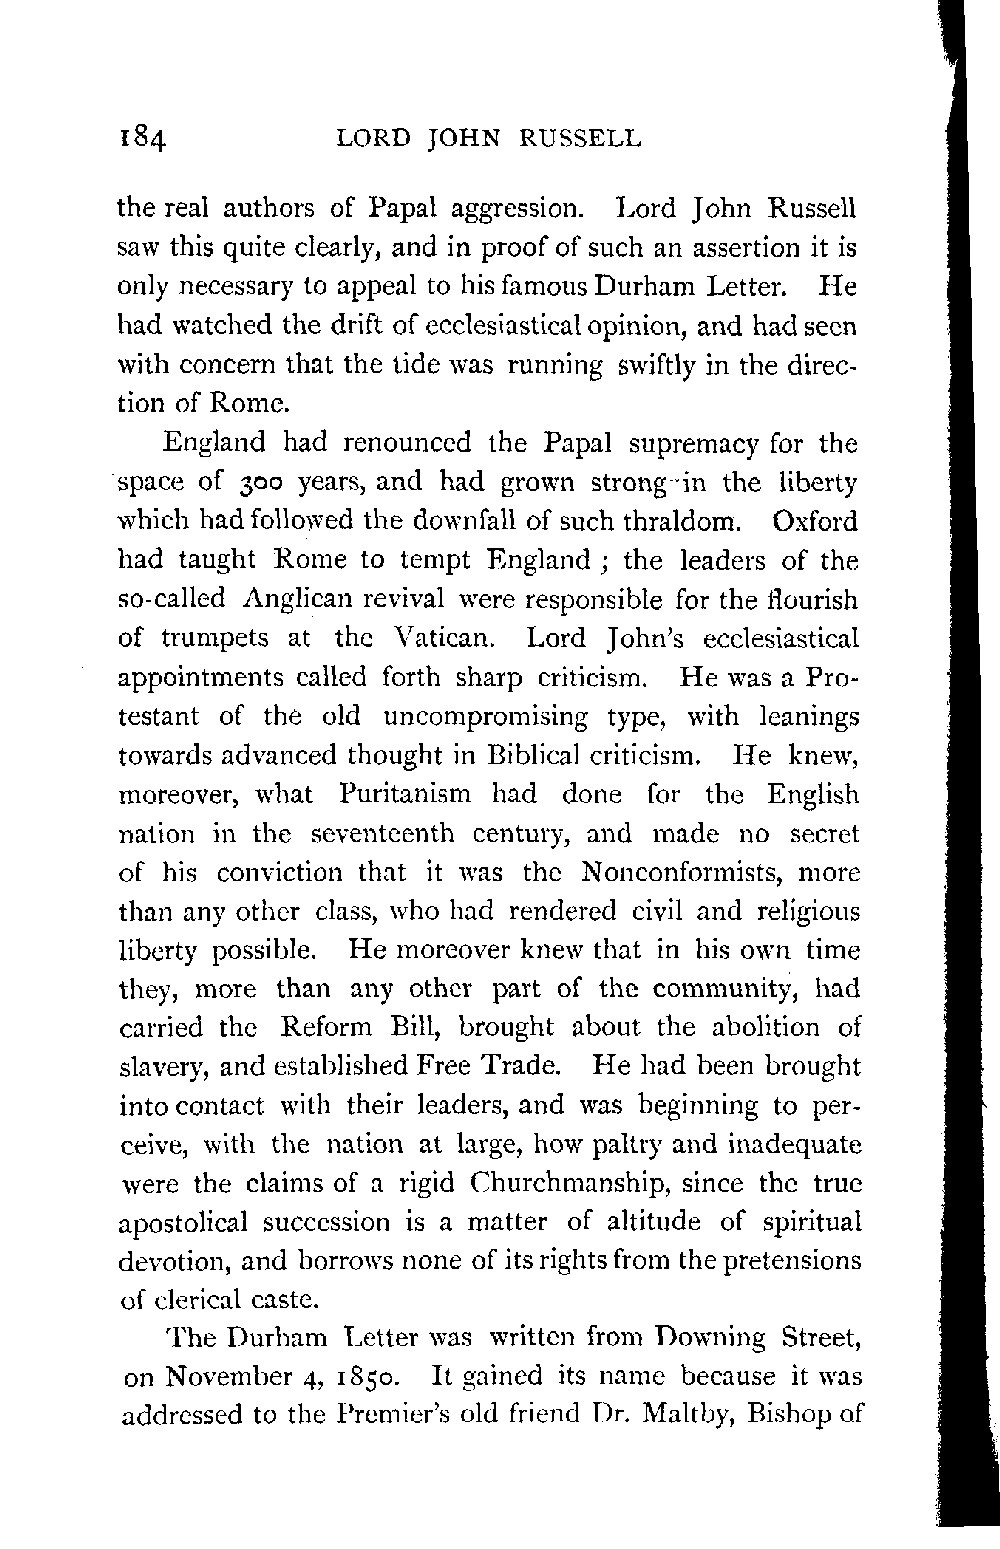 184 LORD JOHN RUSSELL
the real authors of Papal aggression. Lord John Russell
saw this quite clearly, and in proof of such an assertion it is
only necessary to appeal to his famous Durham Letter. He
had watched the drift of ecclesiastical opinion, and had seen
with concern that the tide was running swiftly in the direc-
tion of Rome.
England had renounced the Papal supremacy for the
space of 300 years, and had grown strong in the liberty
which had followed the downfall of such thraldom. Oxford
had taught Rome to tempt England ; the leaders of the
so-called Anglican revival were responsible for the flourish
of trumpets at the Vatican. Lord John's ecclesiastical
appointments called forth sharp criticism. He was a Pro-
testant of the old uncompromising type, with leanings
towards advanced thought in Biblical criticism. He knew,
moreover, what Puritanism had done for the English
nation in the seventeenth century, and made no secret
of his conviction that it was the Nonconformists, more
than any other class, who had rendered civil and religious
liberty possible. He moreover knew that in his own time
they, more than any other part of the community, had
carried the Reform Bill, brought about the abolition of
slavery, and established Free Trade. He had been brought
into contact with their leaders, and was beginning to per-
ceive, with the nation at large, how paltry and inadequate
were the claims of a rigid Churchmanship, since the true
apostolical succession is a matter of altitude of spiritual
devotion, and borrows none of its rights from the pretensions
of clerical caste.
The Durham Letter was written from Downing Street,
on November 4, 1850. It gained its name because it was
addressed to the Premier's old friend Dr. Maltby, Bishop of